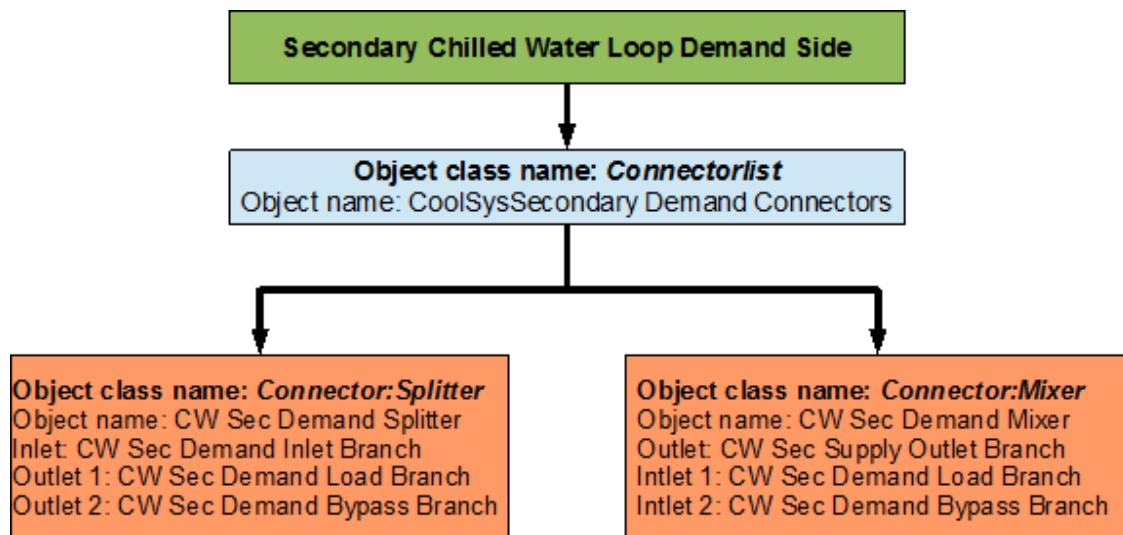 Secondary Chilled Water Loop Demand Side
Object class name: Connectorlist
Object name: CoolSysSecondary Demand Connectors
Object class name: Connector:Splitter
Object name: CW Sec Demand Splitter
Inlet: CW Sec Demand Inlet Branch
Outlet 1: CW Sec Demand Load Branch
Outlet 2: CW Sec Demand Bypass Branch
Object class name: Connector:Mixer
Object name: CW Sec Demand Mixer
Outlet: CW Sec Supply Outlet Branch
Intlet 1: CW Sec Demand Load Branch
Intlet 2: CW Sec Demand Bypass Branch